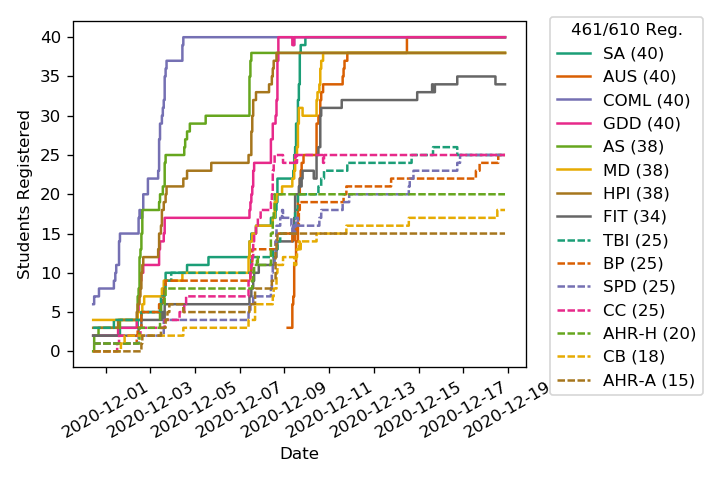 461/610 Reg.
SA (40)
AUS (40)
COML (40)
GDD (40)
AS (38)
MD (38)
HPI (38)
FIT (34)
TBI (25)
BP (25)
SPD (25)
CC (25)
AHR-H (20)
CB (18)
AHR-A (15)
Students Registered
40
35
30
25
20
15
10
5
0
2020-12-01
2020-12-03
2020-12-05
2020-12-07
2020-12-09
2020-12-11
2020-12-13
2020-12-15
2020-12-17
2020-12-19
Date